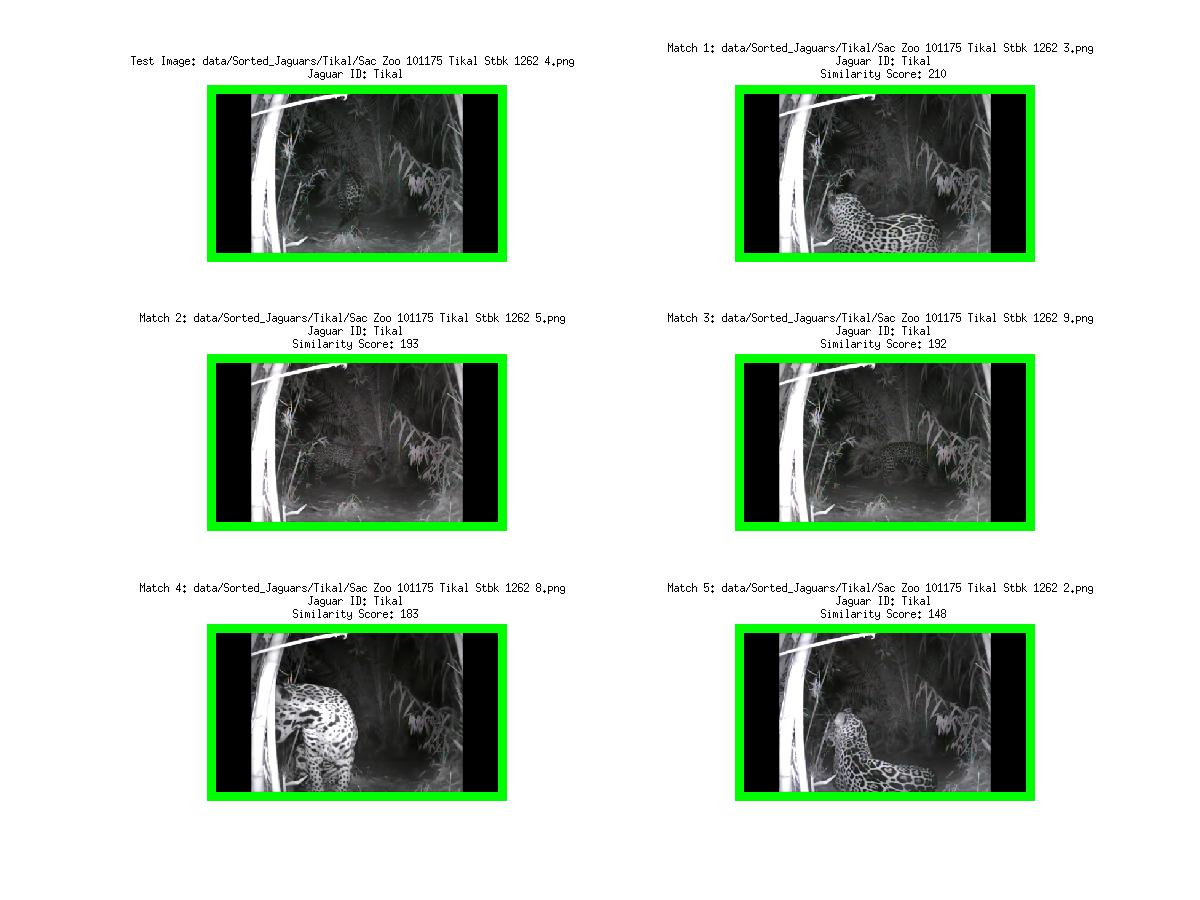 Test Image: data/Sorted_Jaguars/Tikal/Sac Zoo 101175 Tikal Stbk 1262 4.png
Jaguar ID: Tikal
Match 1: data/Sorted_Jaguars/Tikal/Sac Zoo 101175 Tikal Stbk 1262 3.png
Jaguar ID: Tikal
Similarity Score: 210
Match 2: data/Sorted_Jaguars/Tikal/Sac Zoo 101175 Tikal Stbk 1262 5.png
Jaguar ID: Tikal
Similarity Score: 193
Match 3: data/Sorted_Jaguars/Tikal/Sac Zoo 101175 Tikal Stbk 1262 9.png
Jaguar ID: Tikal
Similarity Score: 192
Match 4: data/Sorted_Jaguars/Tikal/Sac Zoo 101175 Tikal Stbk 1262 8.png
Jaguar ID: Tikal
Similarity Score: 183
Match 5: data/Sorted_Jaguars/Tikal/Sac Zoo 101175 Tikal Stbk 1262 2.png
Jaguar ID: Tikal
Similarity Score: 148